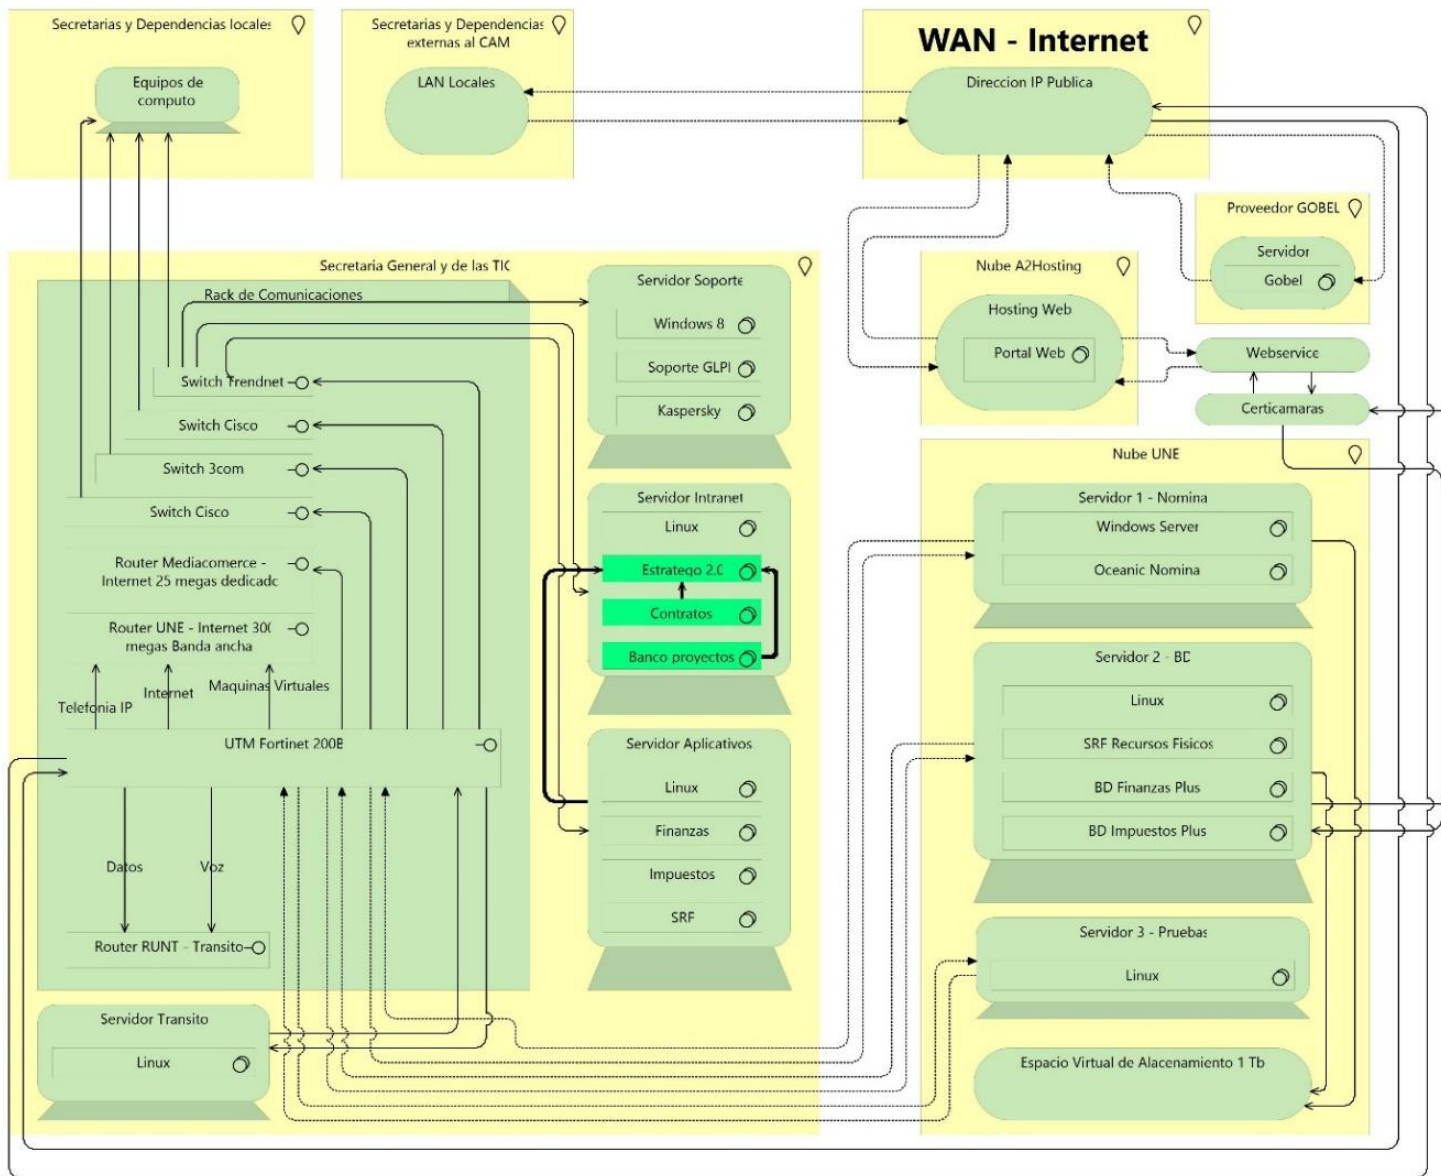 Secretarias y Dependencias locales
Secretarias y Dependencias
externas al CAM
WAN - Internet
Equipos de
computo
LAN Locales
Direccion IP Publica
Proveedor GOBEL
Servidor
Gobel
Secretaria General y de las TIC
Rack de Comunicaciones
Switch Trendnet
Switch Cisco
Switch 3com
Switch Cisco
Router Mediacomerce -
Internet 25 megas dedicado
Router UNE - Internet 300
megas Banda ancha
Telefonia IP
Internet
Maquinas Virtuales
UTM Fortinet 200B
Datos
Voz
Router RUNT - Transito
Servidor Transito
Linux
Servidor Soporte
Windows 8
Soporte GLPI
Kaspersky
Servidor Intranet
Linux
Estratego 2.0
Contratos
Banco proyectos
Servidor Aplicativos
Linux
Finanzas
Impuestos
SRF
Nube A2Hosting
Hosting Web
Portal Web
Webservice
Certicamaras
Nube UNE
Servidor 1 - Nomina
Windows Server
Oceanic Nomina
Servidor 2 - BD
Linux
SRF Recursos Fisicos
BD Finanzas Plus
BD Impuestos Plus
Servidor 3 - Pruebas
Linux
Espacio Virtual de Alacenamiento 1 Tb